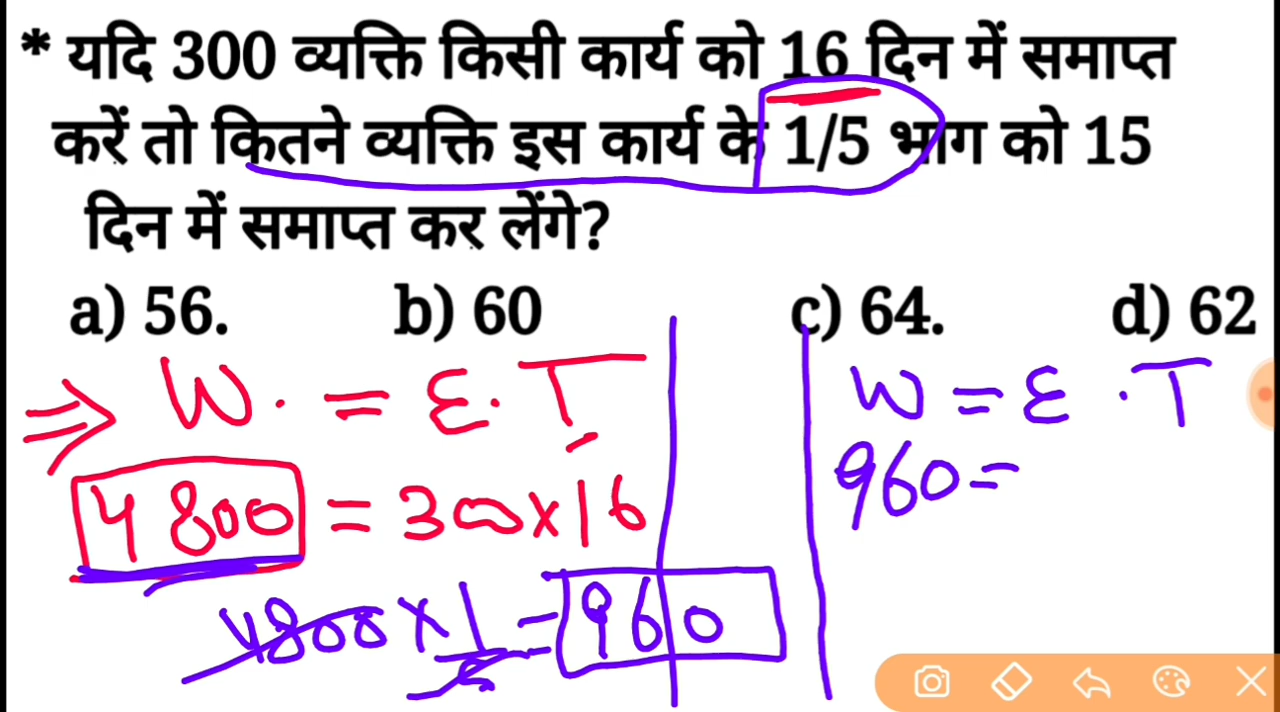 * यदि 300 व्यक्ति किसी कार्य को 16 दिन में समाप्त
करें तो कितने व्यक्ति इस कार्य के 1/5 भाग को 15
दिन में समाप्त कर लेंगे?
a) 56. b) 60 c) 64. d) 62
⇒ W. = E.T
4800 = 300×16
4800 × 1/5 = 960
W = E .T
960 =